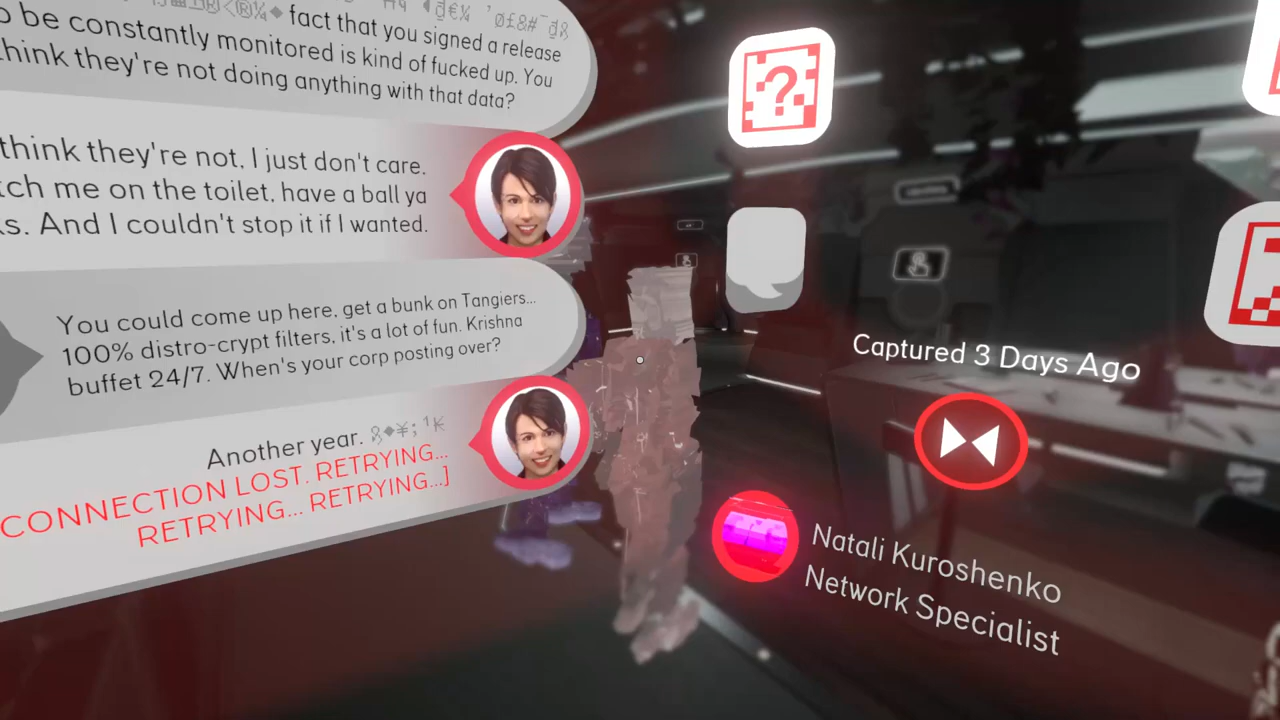 fact that you signed a release
o be constantly monitored is kind of fucked up. You
think they're not doing anything with that data?
think they're not, I just don't care.
tch me on the toilet, have a ball ya
ks. And I couldn't stop it if I wanted.
You could come up here, get a bunk on Tangiers...
100% distro-crypt filters, it's a lot of fun. Krishna
buffet 24/7. When's your corp posting over?
Another year.
CONNECTION LOST. RETRYING...
RETRYING... RETRYING...]
?
Captured 3 Days Ago
Natali Kuroshenko
Network Specialist